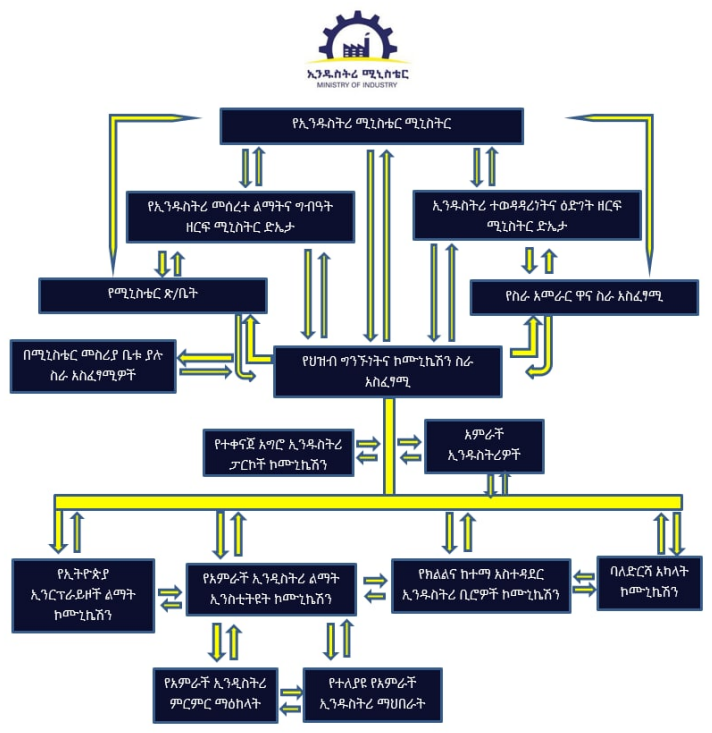 ኢንዱስትሪ ሚኒስቴር
MINISTRY OF INDUSTRY
የኢንዱስትሪ ሚኒስቴር ሚኒስትር
የኢንዱስትሪ መሰረተ ልማትና ግብዓት
ዘርፍ ሚኒስትር ድኤታ
ኢንዱስትሪ ተወዳዳሪነትና ዕድገት ዘርፍ
ሚኒስትር ድኤታ
የሚኒስቴር ጽ/ቤት
የስራ አመራር ዋና ስራ አስፈፃሚ
በሚኒስቴር መስሪያ ቤቱ ያሉ
ስራ አስፈፃሚዎች
የህዝብ ግንኙነትና ኮሙኒኬሽን ስራ
አስፈፃሚ
የተቀናጀ አግሮ ኢንዱስትሪ
ፓርኮች ኮሙኒኬሽን
አምራች
ኢንዱስትሪዎች
የኢትዮጵያ
ኢንርፕራይዞች ልማት
ኮሙኒኬሽን
የአምራች ኢንዲስትሪ ልማት
ኢንስቲትዩት ኮሙኒኬሽን
የክልልና ከተማ አስተዳደር
ኢንዱስትሪ ቢሮዎች ኮሙኒኬሽን
ባለድርሻ አካላት
ኮሙኒኬሽን
የአምራች ኢንዲስትሪ
ምርምር ማዕከላት
የተለያዩ የአምራች
ኢንዱስትሪ ማህበራት